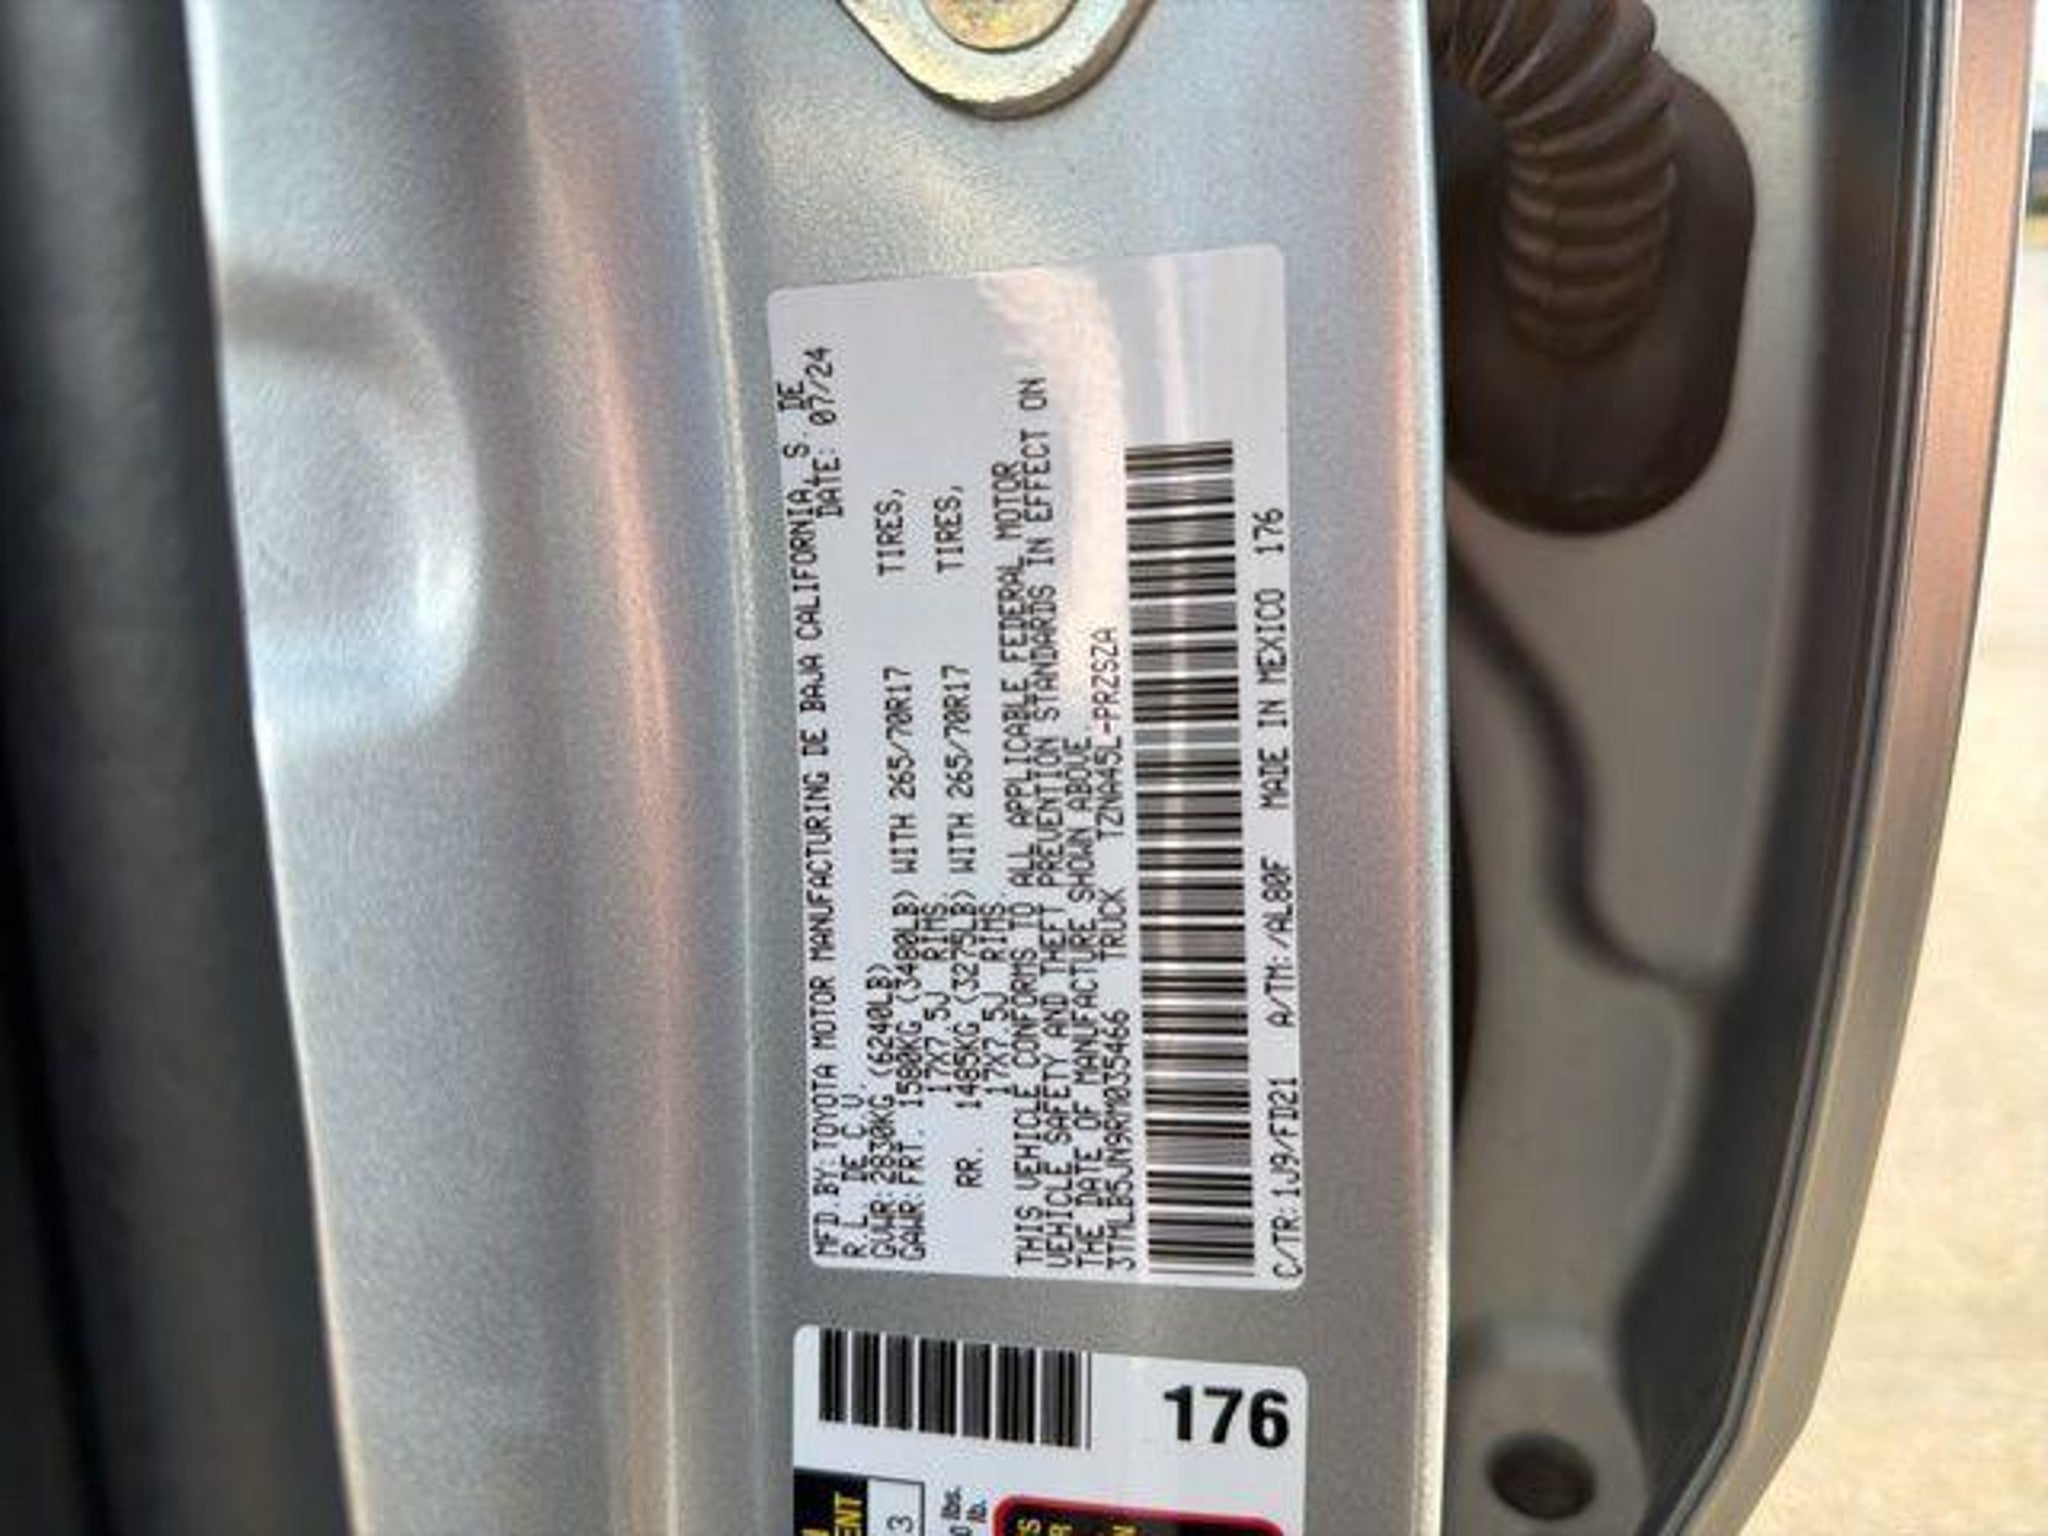 MFD BY: TOYOTA MOTOR MANUFACTURING DE BAJA CALIFORNIA, S. DE
R.L. DE C.V. DATE: 07/24
GVWR: 2830KG (6240LB)
GAWR: FRT. 1580KG (3480LB) WITH 265/70R17 TIRES,
17X7.5J RIMS
RR. 1485KG (3275LB) WITH 265/70R17 TIRES,
17X7.5J RIMS.
THIS VEHICLE CONFORMS TO ALL APPLICABLE FEDERAL MOTOR
VEHICLE SAFETY AND THEFT PREVENTION STANDARDS IN EFFECT ON
THE DATE OF MANUFACTURE SHOWN ABOVE.
3TMLB5JN9RM035466 TRUCK TZNA45L-PRZSZA
C/TR: 1J9/FD21 A/TM: /AL80F MADE IN MEXICO 176
176
3
lbs.
lb.